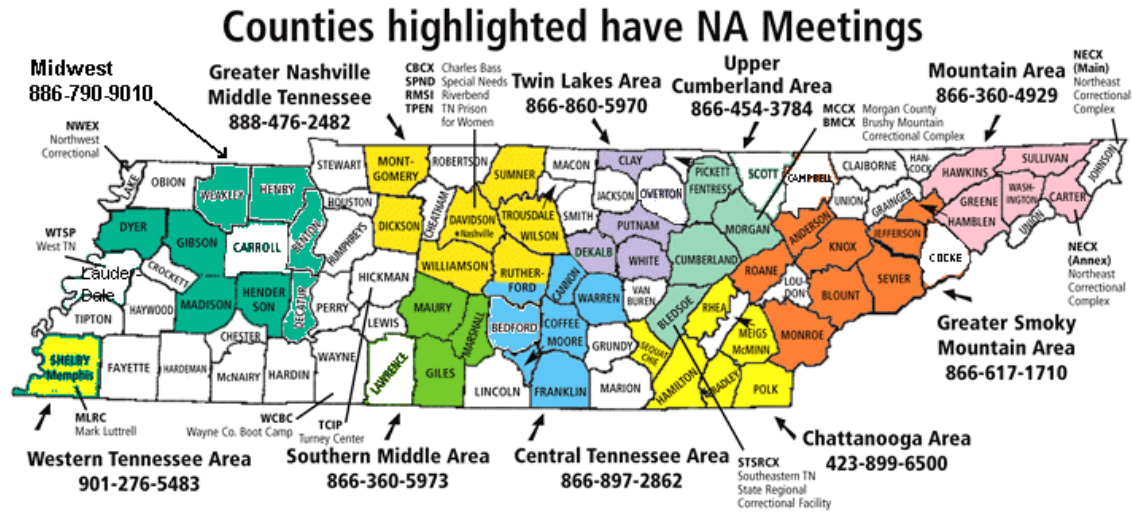 Counties highlighted have NA Meetings
Midwest
886-790-9010
Greater Nashville
Middle Tennessee
888-476-2482
CBCX Charles Bass
SPND Special Needs
RMSI Riverbend
TPEN TN Prison
for Women
Twin Lakes Area
866-860-5970
Upper
Cumberland Area
866-454-3784
MCCX Morgan County
BMCX Brushy Mountain
Correctional Complex
Mountain Area
866-360-4929
NECX
(Main)
Northeast
Correctional
Complex
NWEX
Northwest
Correctional
LAKE
OBION
WEAKLEY
HENRY
STEWART
MONT-
GOMERY
ROBERTSON
SUMNER
MACON
CLAY
PICKETT
FENTRESS
SCOTT
CAMPBELL
CLAIBORNE
HAN-
COCK
HAWKINS
SULLIVAN
JOHNSON
HOUSTON
CHEATHAM
TROUSDALE
SMITH
JACKSON
OVERTON
UNION
GRAINGER
GREENE
WASH-
INGTON
CARTER
HAMBLEN
UNION
DYER
GIBSON
CARROLL
BENTON
HUMPHREYS
DICKSON
DAVIDSON
Nashville
WILSON
PUTNAM
MORGAN
ANDERSON
KNOX
JEFFERSON
COCKE
WTSP
West TN
Lauder-
Dale
CROCKETT
MADISON
HENDER
SON
DECATUR
PERRY
HICKMAN
WILLIAMSON
RUTHER-
FORD
CANNON
DEKALB
WHITE
CUMBERLAND
ROANE
LOU-
DON
BLOUNT
SEVIER
NECX
(Annex)
Northeast
Correctional
Complex
TIPTON
HAYWOOD
CHESTER
LEWIS
MAURY
MARSHALL
BEDFORD
COFFEE
MOORE
WARREN
VAN
BUREN
BLEDSOE
RHEA
MEIGS
McMINN
MONROE
SHELBY
Memphis
FAYETTE
HARDEMAN
McNAIRY
HARDIN
WAYNE
LAWRENCE
GILES
LINCOLN
FRANKLIN
GRUNDY
MARION
SEQUAT
CHIE
HAMILTON
BRADLEY
POLK
Greater Smoky
Mountain Area
866-617-1710
MLRC
Mark Luttrell
WCBC
Wayne Co. Boot Camp
TCIP
Turney Center
Western Tennessee Area
901-276-5483
Southern Middle Area
866-360-5973
Central Tennessee Area
866-897-2862
STSRCX
Southeastern TN
State Regional
Correctional Facility
Chattanooga Area
423-899-6500